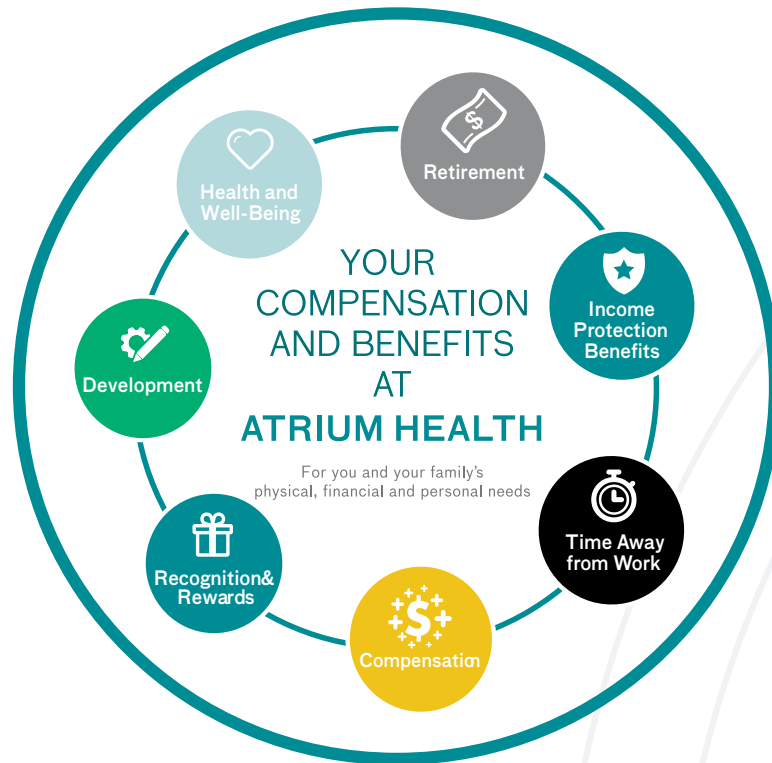 Retirement
Health and
Well-Being
YOUR
COMPENSATION
AND BENEFITS
AT
ATRIUM HEALTH
For you and your family's
physical, financial and personal needs
Income
Protection
Benefits
Development
Time Away
from Work
Recognition&
Rewards
$
Compensation